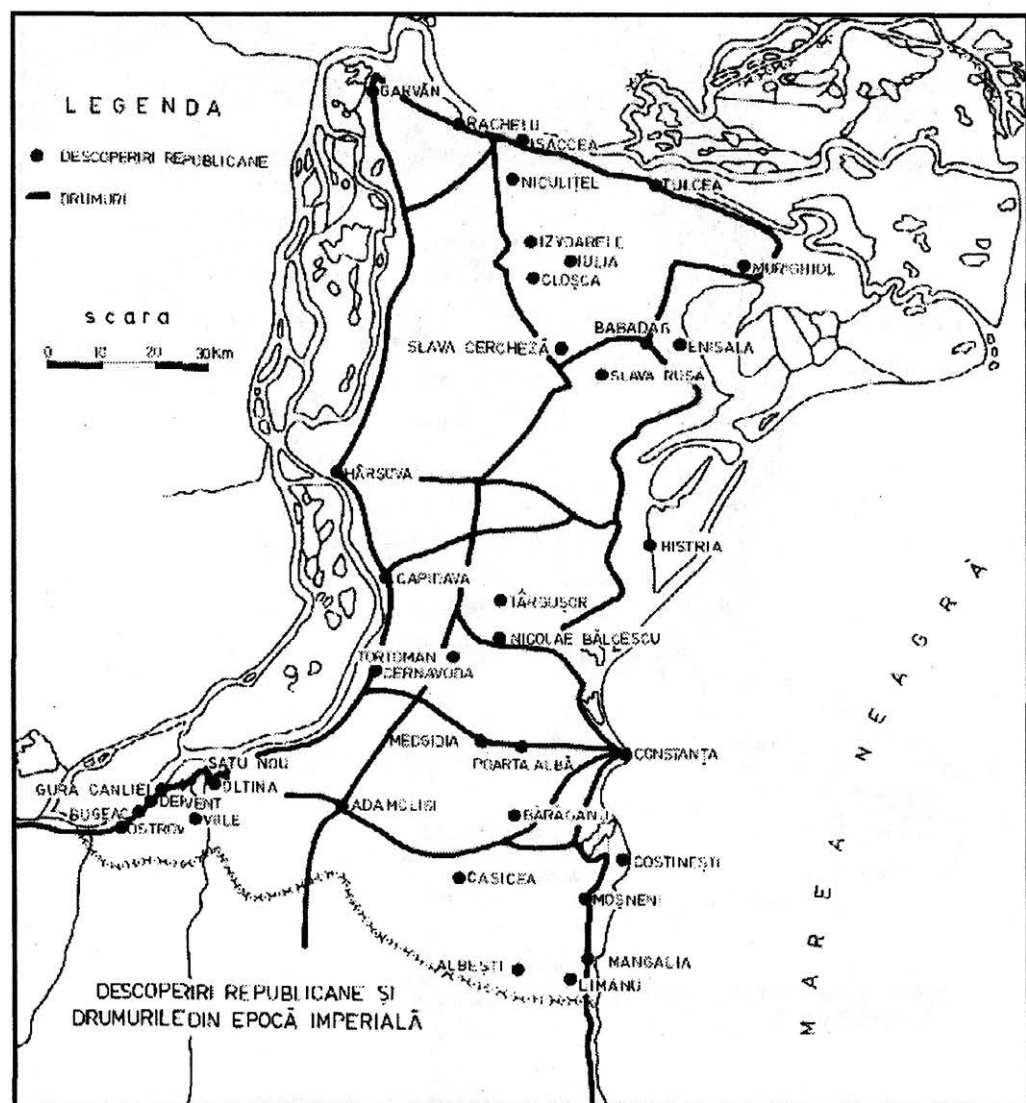 LEGENDA
DESCOPERIRI REPUBLICANE
DRUMURI
scara
0 10 20 30Km
GARVĂN
RACHELU
ISACCEA
NICULIȚEL
TULCEA
IZVOARELE
IULIA
CLOȘCA
MURIGHIOL
BABADAG
SLAVA CERCHEZĂ
ENISALA
SLAVA RUSĂ
HÂRȘOVA
HISTRIA
CAPIDAVA
TÂRGUȘOR
NICOLAE BĂLCESCU
TORTOMAN
CERNAVODA
MEDGIDIA
POARTA ALBĂ
CONSTANȚA
SATU NOU
GURA CANLIEI
OLTINA
DERVENT
BUGEAC
OSTROV
VIILE
ADAMCLISI
BĂRĂGANU
COSTINEȘTI
CASICEA
MOȘNENI
ALBEȘTI
MANGALIA
LIMANU
MAREA NEAGRĂ
DESCOPERIRI REPUBLICANE ȘI
DRUMURILE DIN EPOCĂ IMPERIALĂ